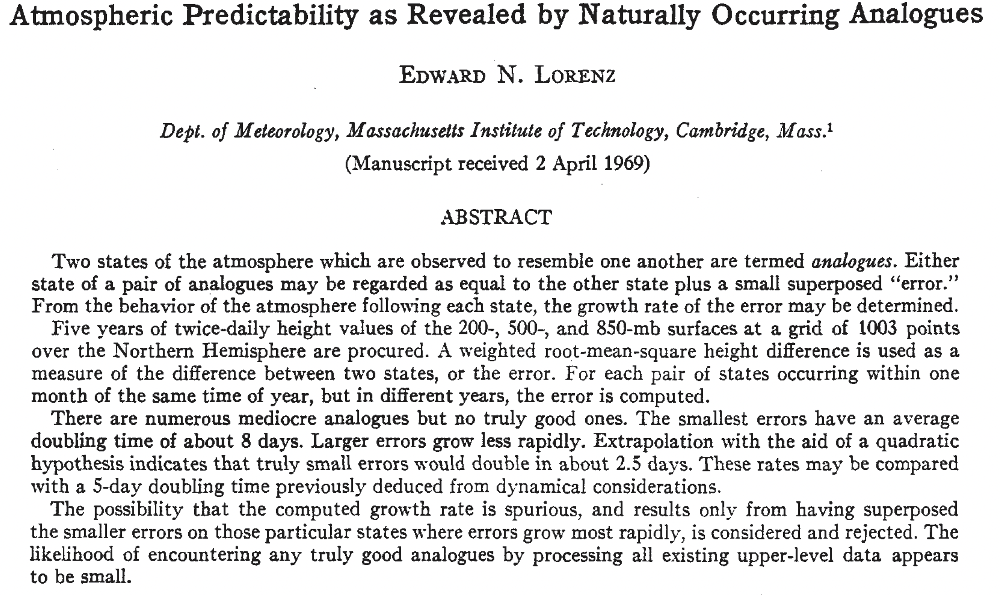 Atmospheric Predictability as Revealed by Naturally Occurring Analogues
EDWARD N. LORENZ
Dept. of Meteorology, Massachusetts Institute of Technology, Cambridge, Mass.¹
(Manuscript received 2 April 1969)
ABSTRACT
Two states of the atmosphere which are observed to resemble one another are termed analogues. Either
state of a pair of analogues may be regarded as equal to the other state plus a small superposed “error.”
From the behavior of the atmosphere following each state, the growth rate of the error may be determined.
Five years of twice-daily height values of the 200-, 500-, and 850-mb surfaces at a grid of 1003 points
over the Northern Hemisphere are procured. A weighted root-mean-square height difference is used as a
measure of the difference between two states, or the error. For each pair of states occurring within one
month of the same time of year, but in different years, the error is computed.
There are numerous mediocre analogues but no truly good ones. The smallest errors have an average
doubling time of about 8 days. Larger errors grow less rapidly. Extrapolation with the aid of a quadratic
hypothesis indicates that truly small errors would double in about 2.5 days. These rates may be compared
with a 5-day doubling time previously deduced from dynamical considerations.
The possibility that the computed growth rate is spurious, and results only from having superposed
the smaller errors on those particular states where errors grow most rapidly, is considered and rejected. The
likelihood of encountering any truly good analogues by processing all existing upper-level data appears
to be small.